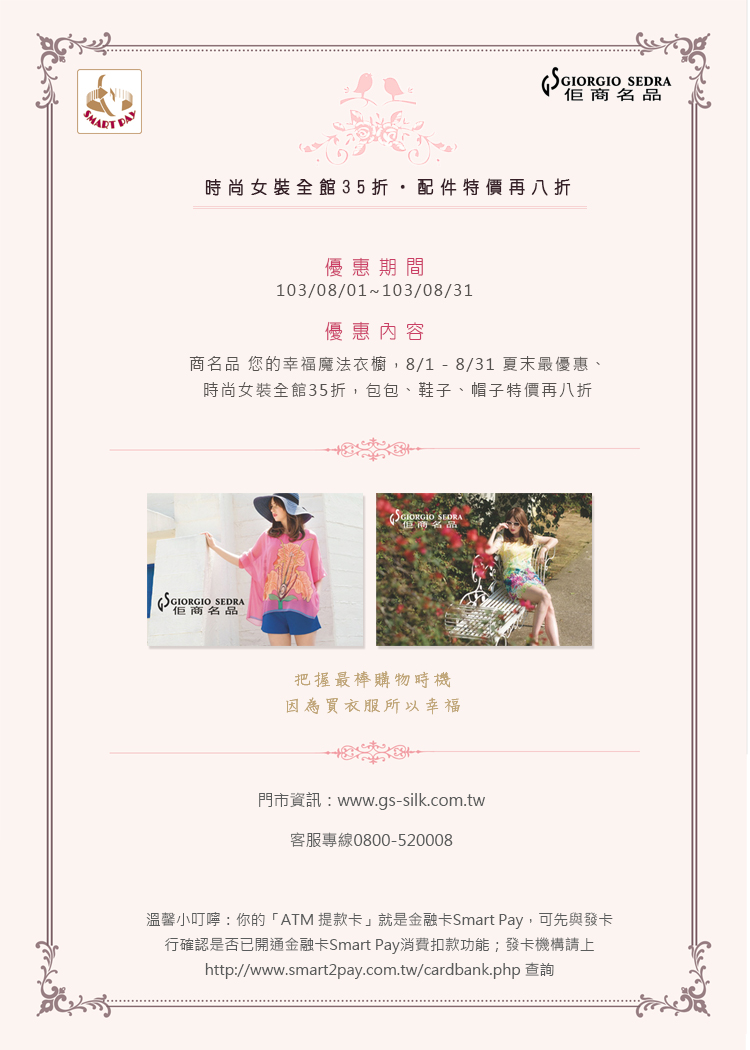 SMART PAY
GIORGIO SEDRA
佢商名品
時尚女裝全館35折・配件特價再八折
優惠期間
103/08/01~103/08/31
優惠內容
商名品 您的幸福魔法衣櫥，8/1 - 8/31 夏末最優惠、
時尚女裝全館35折，包包、鞋子、帽子特價再八折
GIORGIO SEDRA
佢商名品
GIORGIO SEDRA
佢商名品
把握最棒購物時機
因為買衣服所以幸福
門市資訊：www.gs-silk.com.tw
客服專線0800-520008
溫馨小叮嚀：你的「ATM 提款卡」就是金融卡Smart Pay，可先與發卡
行確認是否已開通金融卡Smart Pay消費扣款功能；發卡機構請上
http://www.smart2pay.com.tw/cardbank.php 查詢